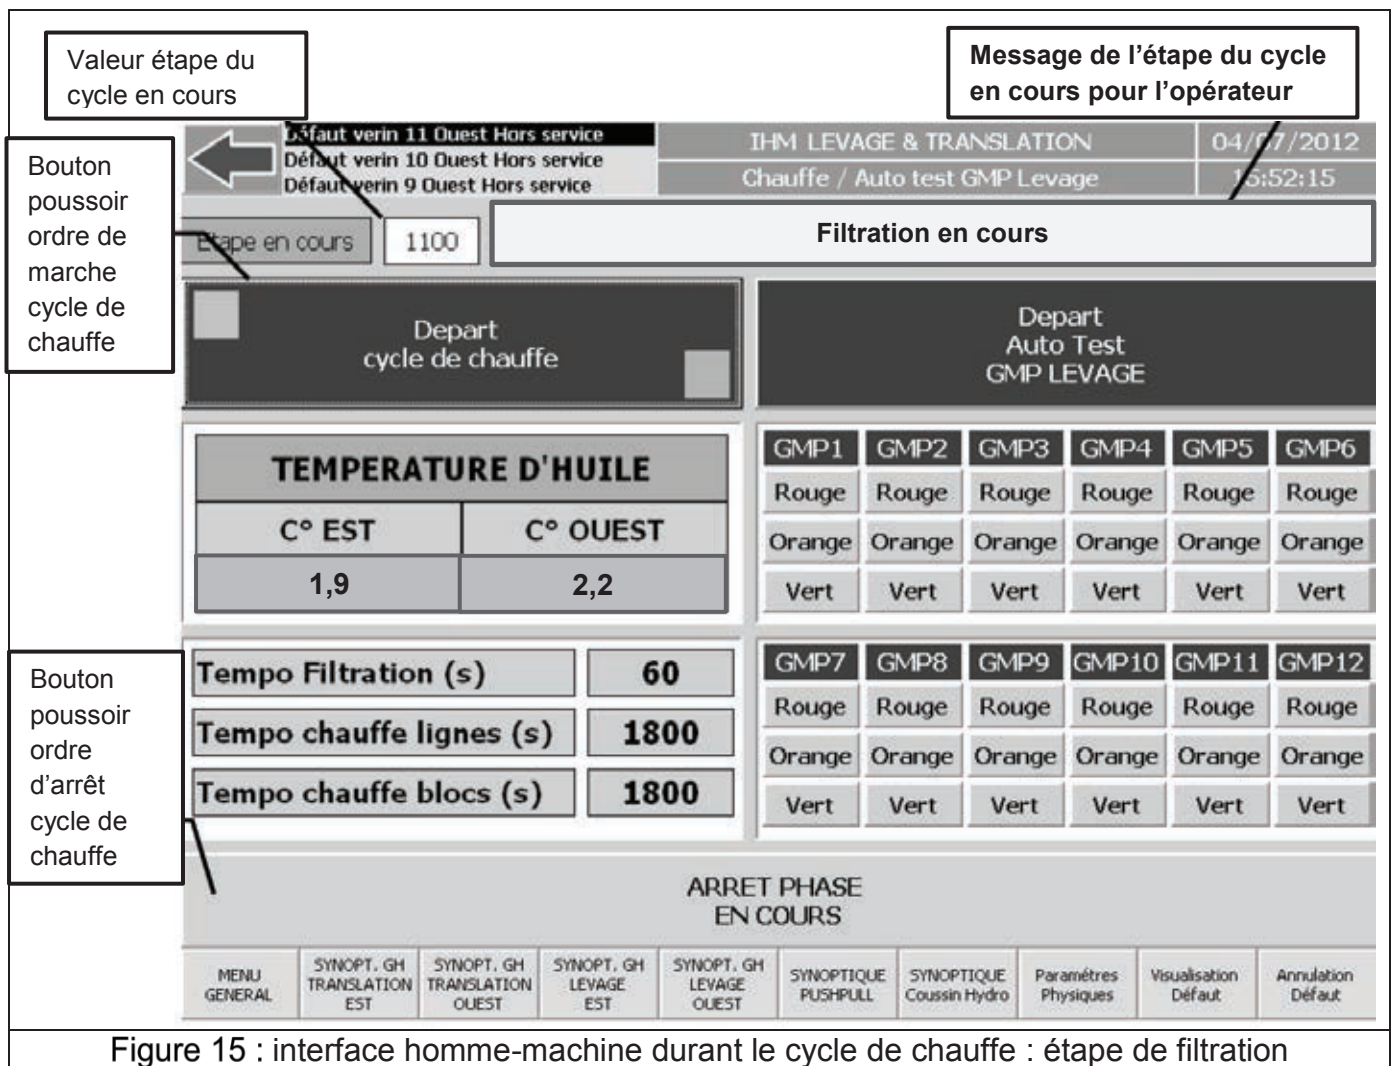 Valeur étape du
cycle en cours
Message de l’étape du cycle
en cours pour l’opérateur
Bouton
poussoir
ordre de
marche
cycle de
chauffe
Défaut verin 11 Ouest Hors service
Défaut verin 10 Ouest Hors service
Défaut verin 9 Ouest Hors service
IHM LEVAGE & TRANSLATION
04/07/2012
Chauffe / Auto test GMP Levage
15:52:15
Etape en cours
1100
Filtration en cours
Depart
cycle de chauffe
Depart
Auto Test
GMP LEVAGE
TEMPERATURE D'HUILE
C° EST
C° OUEST
1,9
2,2
GMP1 GMP2 GMP3 GMP4 GMP5 GMP6
Rouge Rouge Rouge Rouge Rouge Rouge
Orange Orange Orange Orange Orange Orange
Vert Vert Vert Vert Vert Vert
Bouton
poussoir
ordre
d’arrêt
cycle de
chauffe
Tempo Filtration (s) 60
Tempo chauffe lignes (s) 1800
Tempo chauffe blocs (s) 1800
GMP7 GMP8 GMP9 GMP10 GMP11 GMP12
Rouge Rouge Rouge Rouge Rouge Rouge
Orange Orange Orange Orange Orange Orange
Vert Vert Vert Vert Vert Vert
ARRET PHASE
EN COURS
MENU
GENERAL
SYNOPT. GH
TRANSLATION
EST
SYNOPT. GH
TRANSLATION
OUEST
SYNOPT. GH
LEVAGE
EST
SYNOPT. GH
LEVAGE
OUEST
SYNOPTIQUE
PUSHPULL
SYNOPTIQUE
Coussin Hydro
Paramétres
Physiques
Visualisation
Défaut
Annulation
Défaut
Figure 15 : interface homme-machine durant le cycle de chauffe : étape de filtration